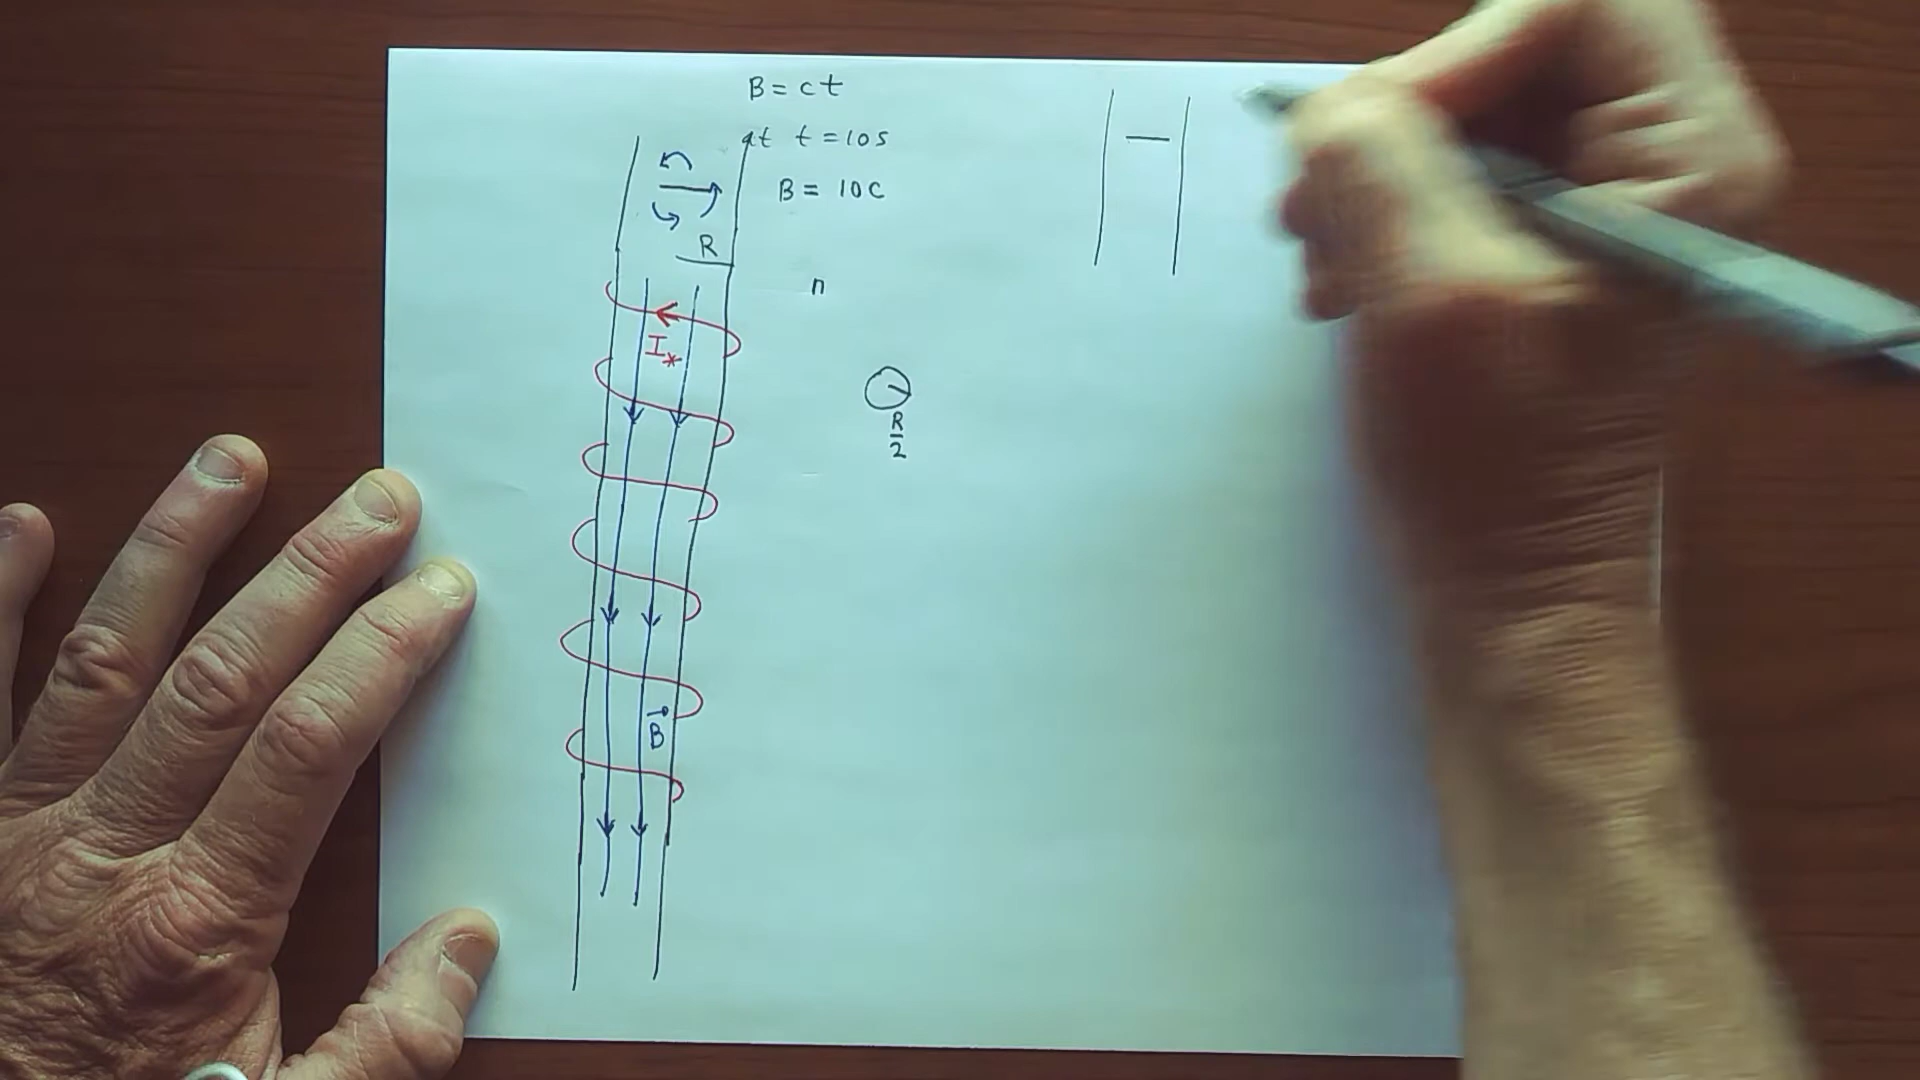 B = ct
at t = 10s
B = 10c
R
n
I*
R/2
B⃗